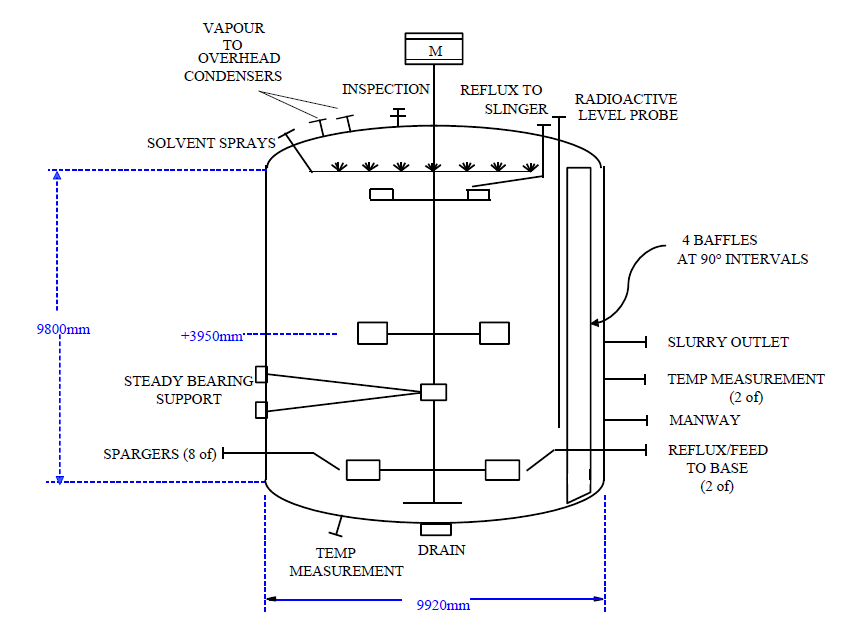 VAPOUR
TO
OVERHEAD
CONDENSERS
M
INSPECTION
REFLUX TO
SLINGER
RADIOACTIVE
LEVEL PROBE
SOLVENT SPRAYS
4 BAFFLES
AT 90° INTERVALS
9800mm
+3950mm
SLURRY OUTLET
STEADY BEARING
SUPPORT
TEMP MEASUREMENT
(2 of)
MANWAY
SPARGERS (8 of)
REFLUX/FEED
TO BASE
(2 of)
TEMP
MEASUREMENT
DRAIN
9920mm